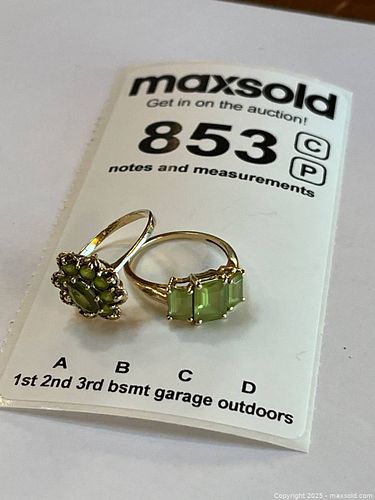 maxsold
Get in on the auction!
853 C
P
notes and measurements
A B C D
1st 2nd 3rd bsmt garage outdoors
Copyright 2025 - maxsold.com